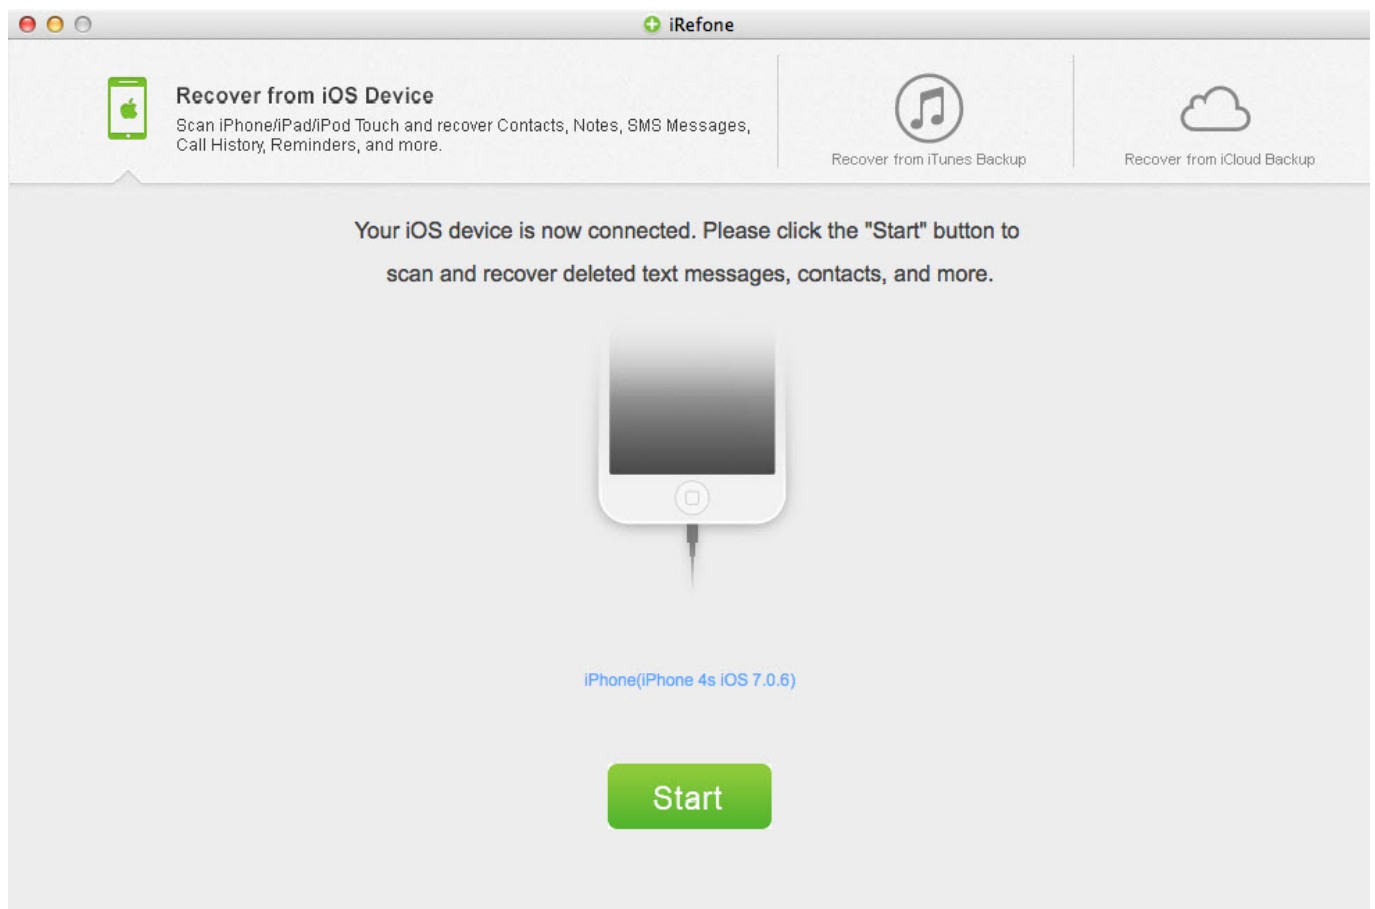 iRefone
Recover from iOS Device
Scan iPhone/iPad/iPod Touch and recover Contacts, Notes, SMS Messages,
Call History, Reminders, and more.
Recover from iTunes Backup
Recover from iCloud Backup
Your iOS device is now connected. Please click the "Start" button to
scan and recover deleted text messages, contacts, and more.
iPhone(iPhone 4s iOS 7.0.6)
Start